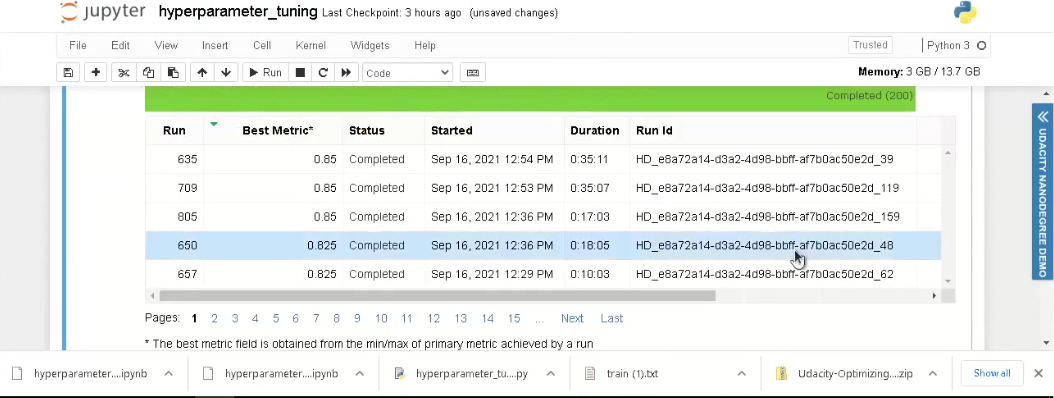 jupyter hyperparameter_tuning Last Checkpoint: 3 hours ago (unsaved changes)
File Edit View Insert Cell Kernel Widgets Help Trusted Python 3
Run Code Memory: 3 GB / 13.7 GB
Completed (200)
Run Best Metric* Status Started Duration Run Id
635 0.85 Completed Sep 16, 2021 12:54 PM 0:35:11 HD_e8a72a14-d3a2-4d98-bbff-af7b0ac50e2d_39
709 0.85 Completed Sep 16, 2021 12:53 PM 0:35:07 HD_e8a72a14-d3a2-4d98-bbff-af7b0ac50e2d_119
805 0.85 Completed Sep 16, 2021 12:36 PM 0:17:03 HD_e8a72a14-d3a2-4d98-bbff-af7b0ac50e2d_159
650 0.825 Completed Sep 16, 2021 12:36 PM 0:18:05 HD_e8a72a14-d3a2-4d98-bbff-af7b0ac50e2d_48
657 0.825 Completed Sep 16, 2021 12:29 PM 0:10:03 HD_e8a72a14-d3a2-4d98-bbff-af7b0ac50e2d_62
Pages: 1 2 3 4 5 6 7 8 9 10 11 12 13 14 15 ... Next Last
* The best metric field is obtained from the min/max of primary metric achieved by a run
UDACITY NANODEGREE DEMO
hyperparameter....ipynb hyperparameter....ipynb hyperparameter_tu....py train (1).txt Udacity-Optimizing....zip Show all